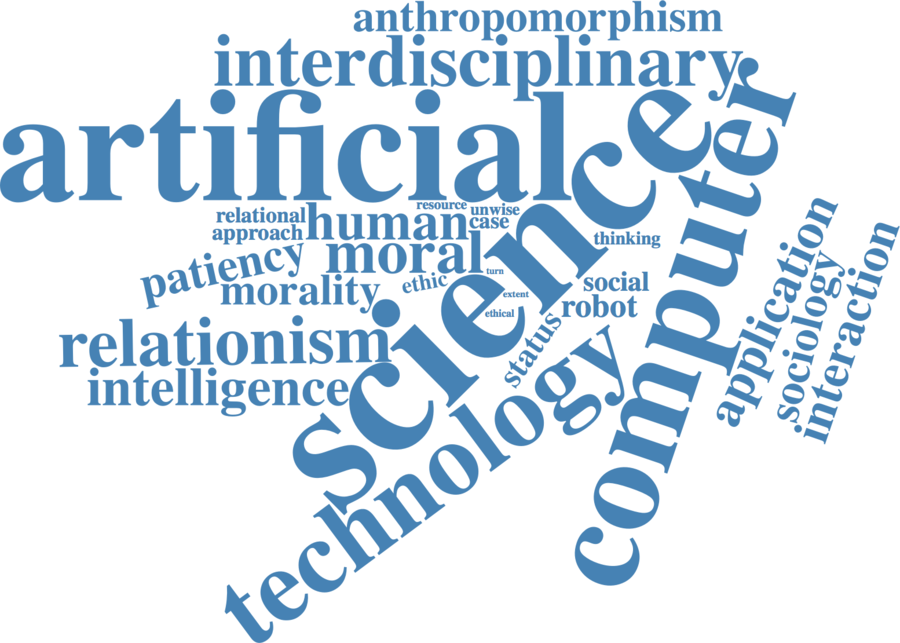 anthropomorphism
interdisciplinary
artificial
science
computer
resource
relational
human
unwise
approach
case
thinking
patiency
moral
turn
morality
ethic
extent
social
ethical
robot
application
sociology
interaction
relationism
status
intelligence
technology